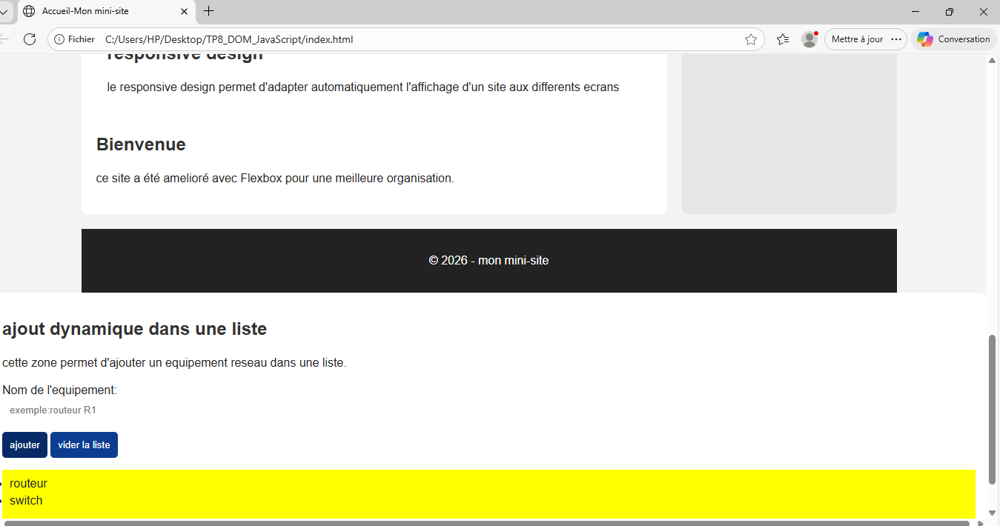 Accueil-Mon mini-site
Fichier C:/Users/HP/Desktop/TP8_DOM_JavaScript/index.html
Mettre à jour
Conversation
responsive design
le responsive design permet d'adapter automatiquement l'affichage d'un site aux differents ecrans
Bienvenue
ce site a été amelioré avec Flexbox pour une meilleure organisation.
© 2026 - mon mini-site
ajout dynamique dans une liste
cette zone permet d'ajouter un equipement reseau dans une liste.
Nom de l'equipement:
exemple:routeur R1
ajouter vider la liste
routeur
switch